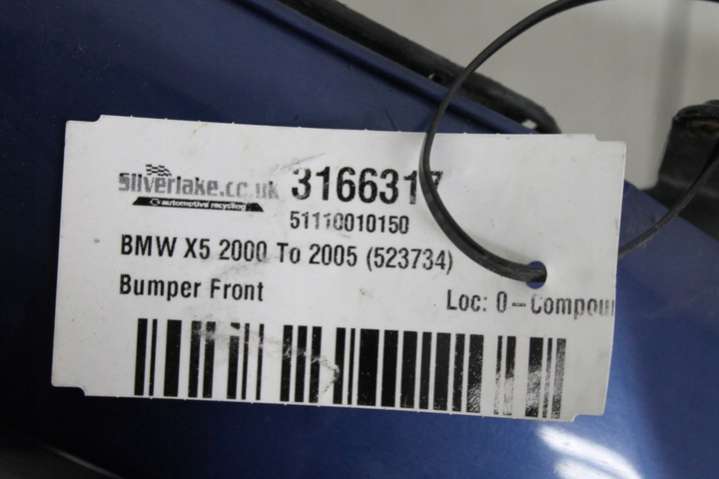 Silverlake.co.uk 3166317
automotive recycling
51110010150
BMW X5 2000 To 2005 (523734)
Bumper Front
Loc: 0 – Compou